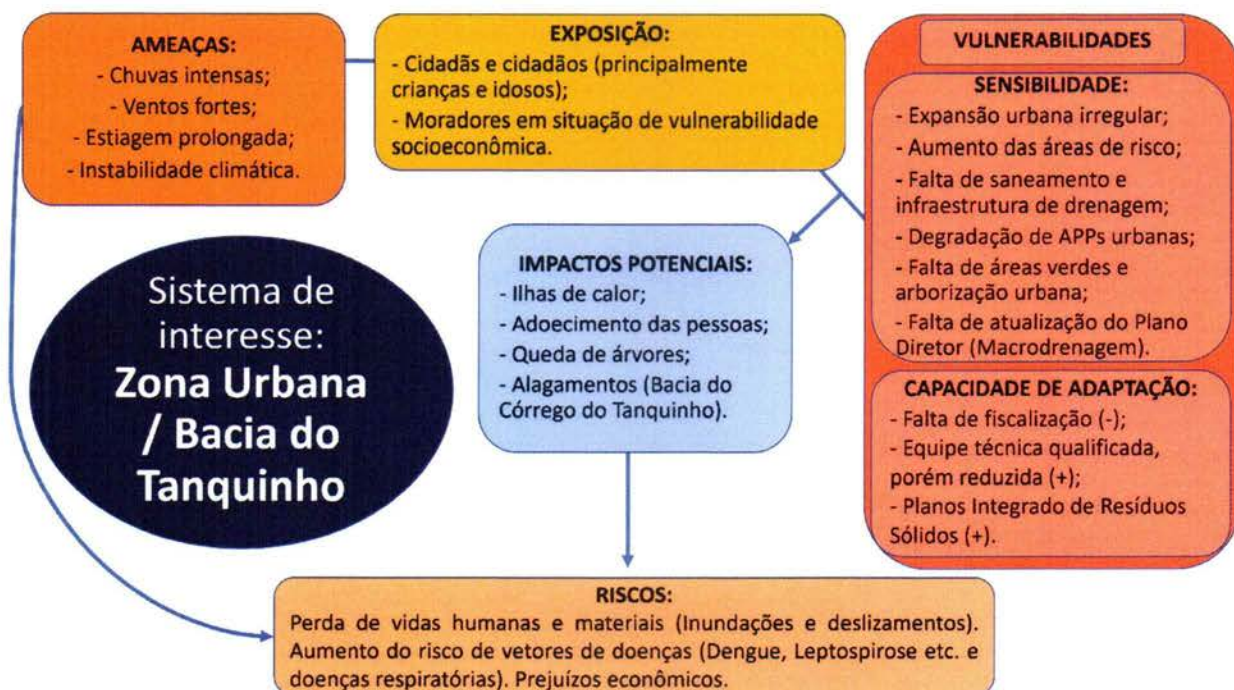 AMEAÇAS:
- Chuvas intensas;
- Ventos fortes;
- Estiagem prolongada;
- Instabilidade climática.
EXPOSIÇÃO:
- Cidadãs e cidadãos (principalmente
crianças e idosos);
- Moradores em situação de vulnerabilidade
socioeconômica.
VULNERABILIDADES
SENSIBILIDADE:
- Expansão urbana irregular;
- Aumento das áreas de risco;
- Falta de saneamento e
infraestrutura de drenagem;
- Degradação de APPs urbanas;
- Falta de áreas verdes e
arborização urbana;
- Falta de atualização do Plano
Diretor (Macrodrenagem).
CAPACIDADE DE ADAPTAÇÃO:
- Falta de fiscalização (-);
- Equipe técnica qualificada,
porém reduzida (+);
- Planos Integrado de Resíduos
Sólidos (+).
Sistema de
interesse:
Zona Urbana
/ Bacia do
Tanquinho
IMPACTOS POTENCIAIS:
- Ilhas de calor;
- Adoecimento das pessoas;
- Queda de árvores;
- Alagamentos (Bacia do
Córrego do Tanquinho).
RISCOS:
Perda de vidas humanas e materiais (Inundações e deslizamentos).
Aumento do risco de vetores de doenças (Dengue, Leptospirose etc. e
doenças respiratórias). Prejuízos econômicos.